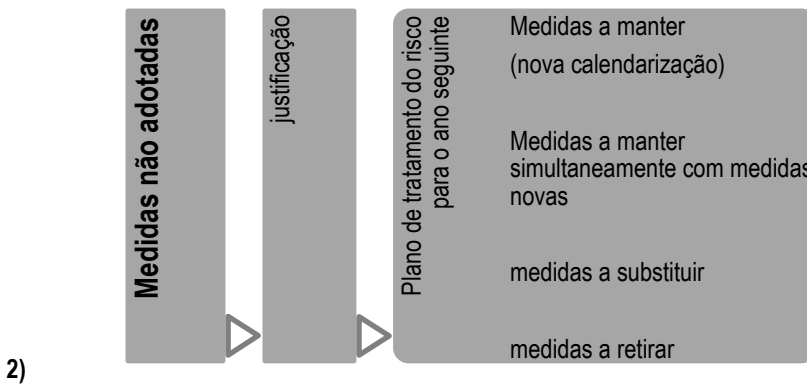 Medidas não adotadas
justificação
Plano de tratamento do risco
para o ano seguinte
Medidas a manter
(nova calendarização)
Medidas a manter
simultaneamente com medidas
novas
medidas a substituir
medidas a retirar
2)